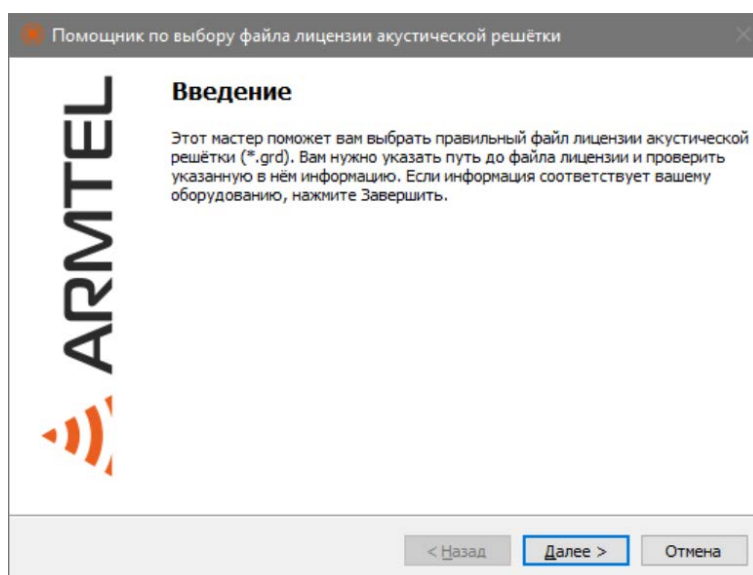 Помощник по выбору файла лицензии акустической решётки
ARMTEL
Введение
Этот мастер поможет вам выбрать правильный файл лицензии акустической
решётки (*.grd). Вам нужно указать путь до файла лицензии и проверить
указанную в нём информацию. Если информация соответствует вашему
оборудованию, нажмите Завершить.
< Назад
Далее >
Отмена